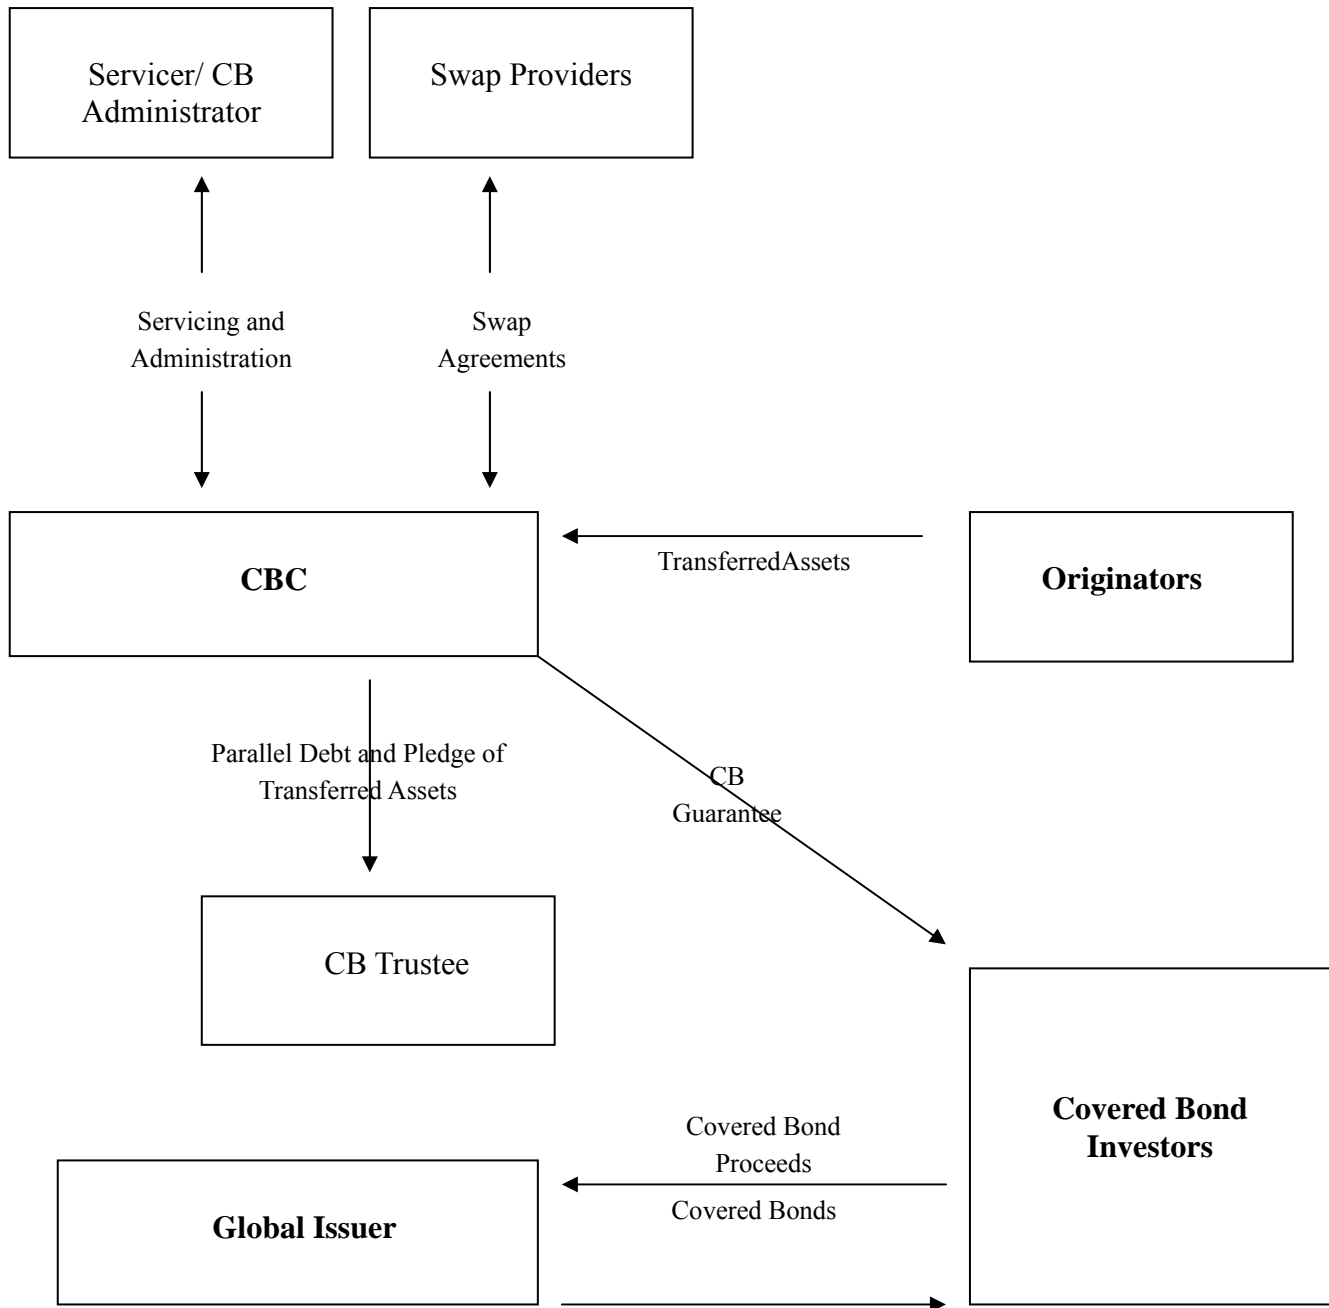 Servicer/ CB
Administrator
Swap Providers
Servicing and
Administration
Swap
Agreements
CBC
TransferredAssets
Originators
Parallel Debt and Pledge of
Transferred Assets
CB
Guarantee
CB Trustee
Covered Bond
Investors
Covered Bond
Proceeds
Covered Bonds
Global Issuer